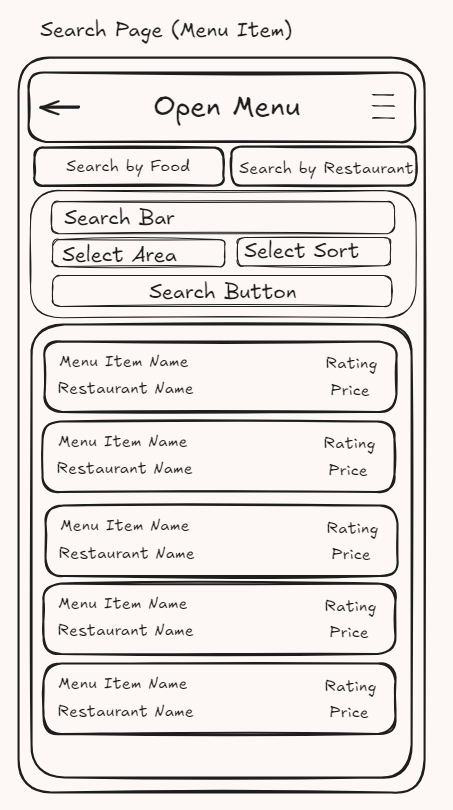 Search Page (Menu Item)
Open Menu
Search by Food
Search by Restaurant
Search Bar
Select Area
Select Sort
Search Button
Menu Item Name
Rating
Restaurant Name
Price
Menu Item Name
Rating
Restaurant Name
Price
Menu Item Name
Rating
Restaurant Name
Price
Menu Item Name
Rating
Restaurant Name
Price
Menu Item Name
Rating
Restaurant Name
Price